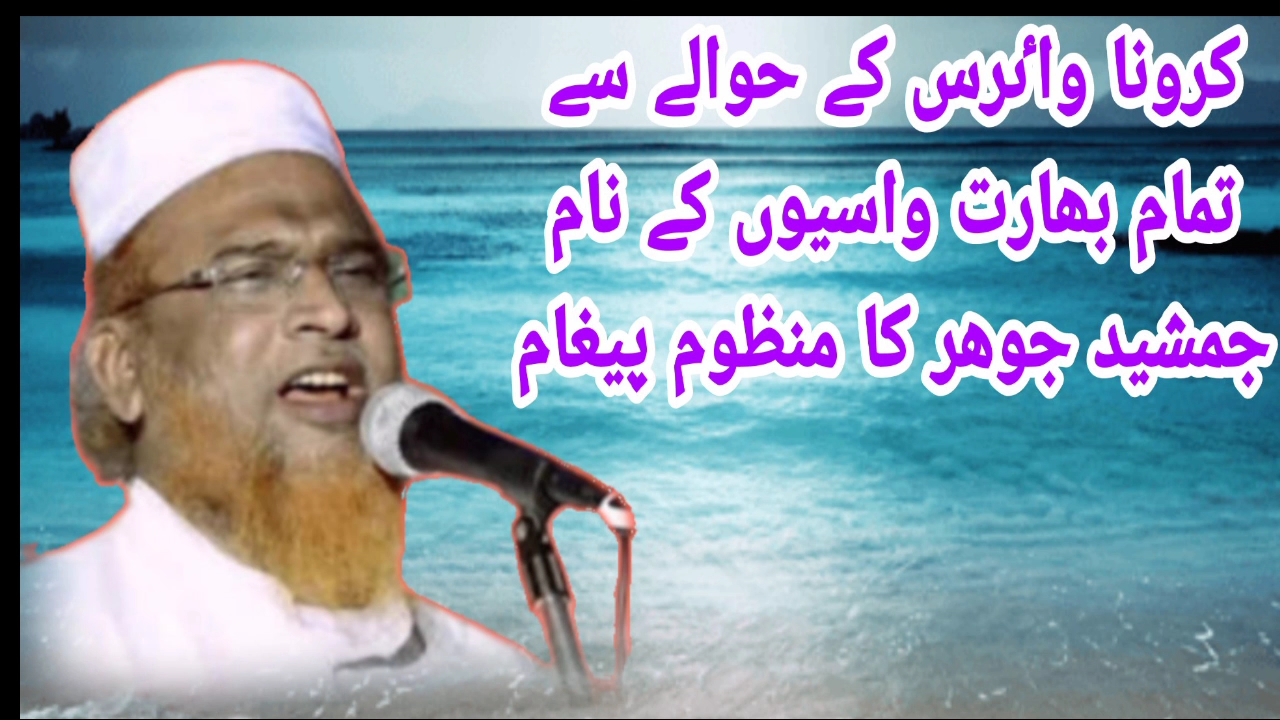 کرونا وائرس کے حوالے سے
تمام بھارت واسیوں کے نام
جمشید جوھر کا منظوم پیغام